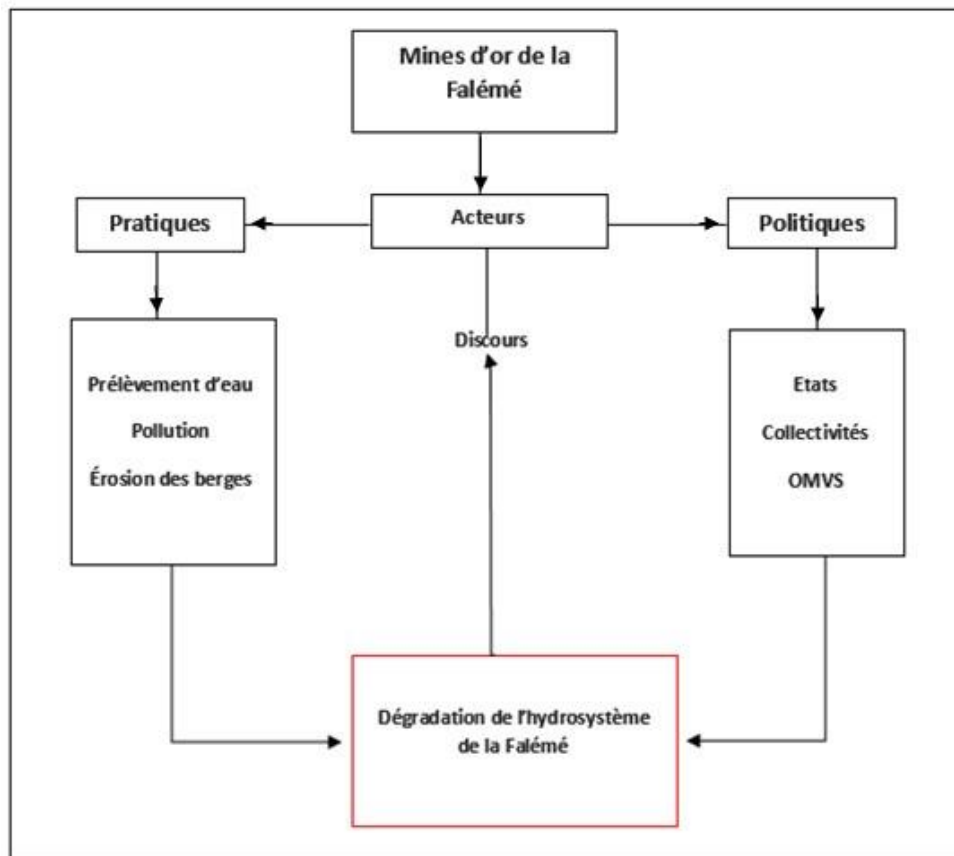 Mines d'or de la
Falémé
Pratiques
Acteurs
Politiques
Discours
Prélèvement d'eau
Pollution
Érosion des berges
Etats
Collectivités
OMVS
Dégradation de l'hydrosystème
de la Falémé